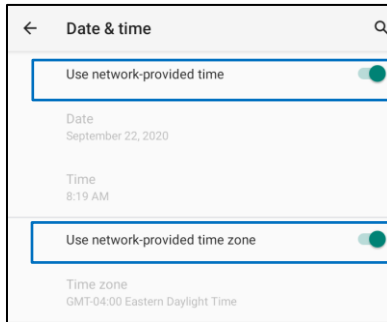 Date & time
Use network-provided time
Date
September 22, 2020
Time
8:19 AM
Use network-provided time zone
Time zone
GMT-04:00 Eastern Daylight Time